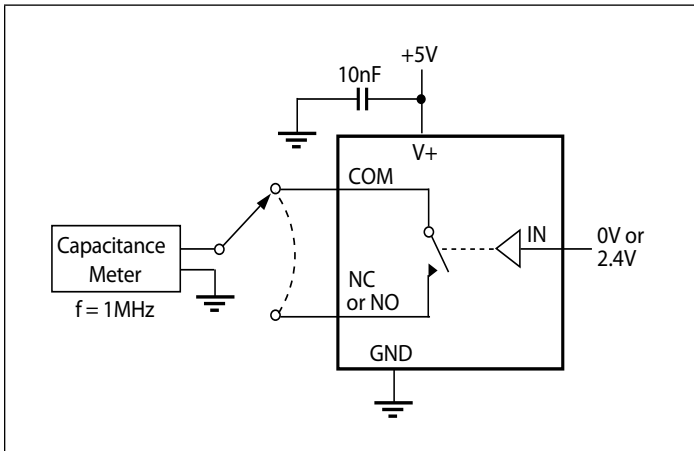 +5V
10nF
V+
COM
Capacitance
Meter
f = 1MHz
IN
0V or
2.4V
NC
or NO
GND